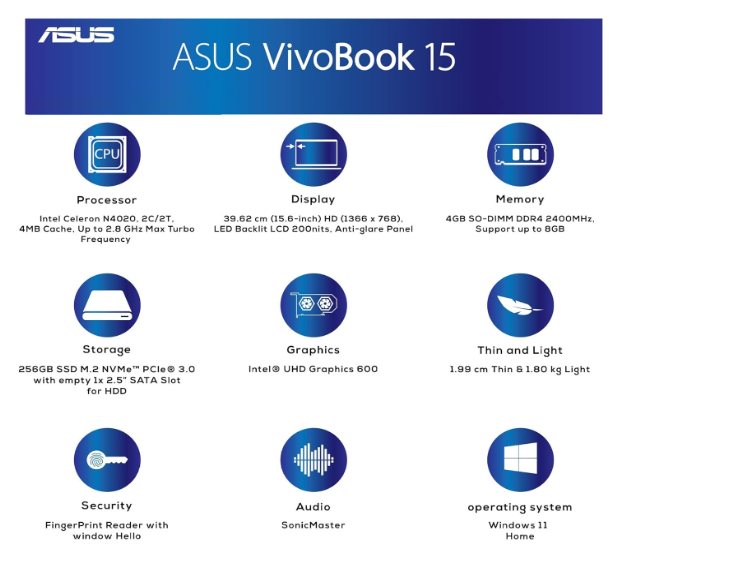 ASUS
ASUS VivoBook 15
CPU
Processor
Intel Celeron N4020, 2C/2T,
4MB Cache, Up to 2.8 GHz Max Turbo
Frequency
Display
39.62 cm (15.6-inch) HD (1366 x 768),
LED Backlit LCD 200nits, Anti-glare Panel
Memory
4GB SO-DIMM DDR4 2400MHz,
Support up to 8GB
Storage
256GB SSD M.2 NVMe™ PCIe® 3.0
with empty 1x 2.5" SATA Slot
for HDD
Graphics
Intel® UHD Graphics 600
Thin and Light
1.99 cm Thin & 1.80 kg Light
Security
FingerPrint Reader with
window Hello
Audio
SonicMaster
operating system
Windows 11
Home